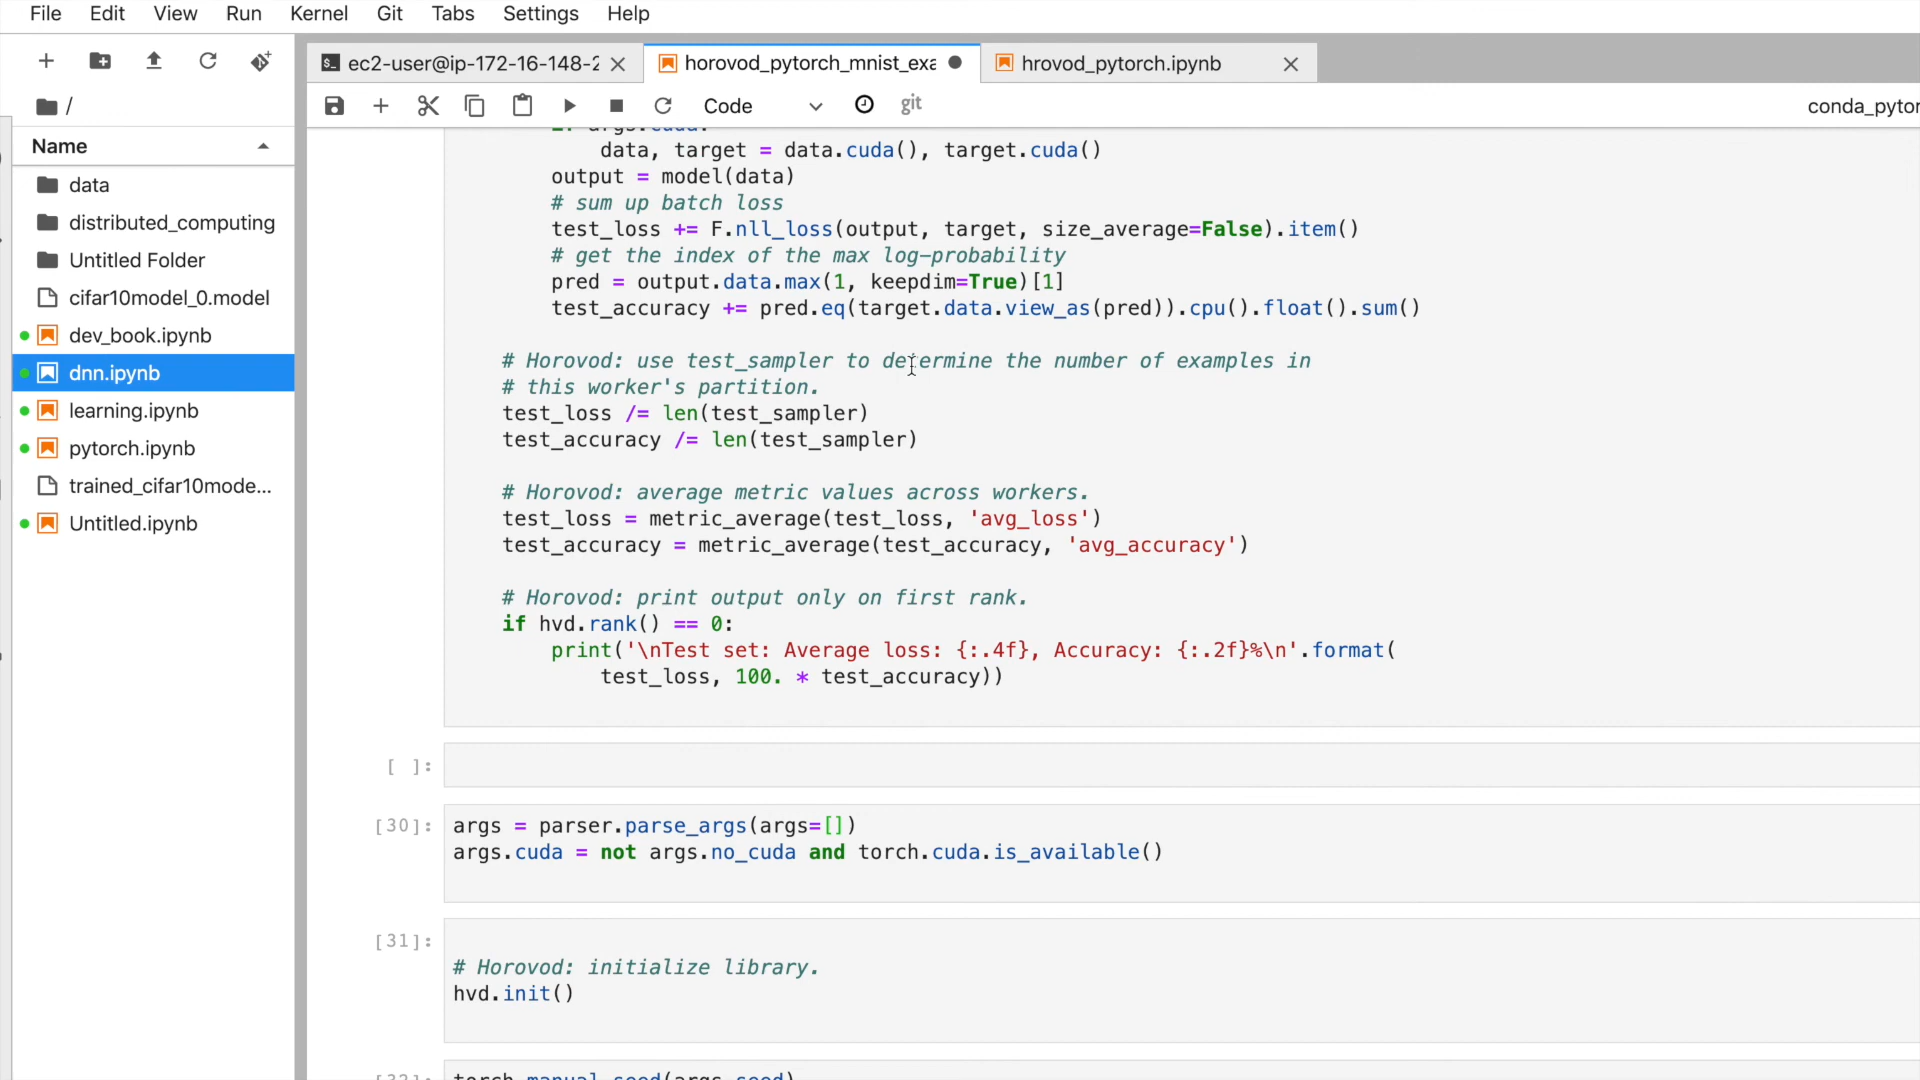 File Edit View Run Kernel Git Tabs Settings Help
ec2-user@ip-172-16-148-2
horovod_pytorch_mnist_exa
hrovod_pytorch.ipynb
Code
git
conda_pytor
/
Name
data
distributed_computing
Untitled Folder
cifar10model_0.model
dev_book.ipynb
dnn.ipynb
learning.ipynb
pytorch.ipynb
trained_cifar10mode...
Untitled.ipynb
if args.cuda:
data, target = data.cuda(), target.cuda()
output = model(data)
# sum up batch loss
test_loss += F.nll_loss(output, target, size_average=False).item()
# get the index of the max log-probability
pred = output.data.max(1, keepdim=True)[1]
test_accuracy += pred.eq(target.data.view_as(pred)).cpu().float().sum()
# Horovod: use test_sampler to determine the number of examples in
# this worker's partition.
test_loss /= len(test_sampler)
test_accuracy /= len(test_sampler)
# Horovod: average metric values across workers.
test_loss = metric_average(test_loss, 'avg_loss')
test_accuracy = metric_average(test_accuracy, 'avg_accuracy')
# Horovod: print output only on first rank.
if hvd.rank() == 0:
print('\nTest set: Average loss: {:.4f}, Accuracy: {:.2f}%\n'.format(
test_loss, 100. * test_accuracy))
[ ]:
[30]:
args = parser.parse_args(args=[])
args.cuda = not args.no_cuda and torch.cuda.is_available()
[31]:
# Horovod: initialize library.
hvd.init()
[32]:
torch.manual_seed(args.seed)